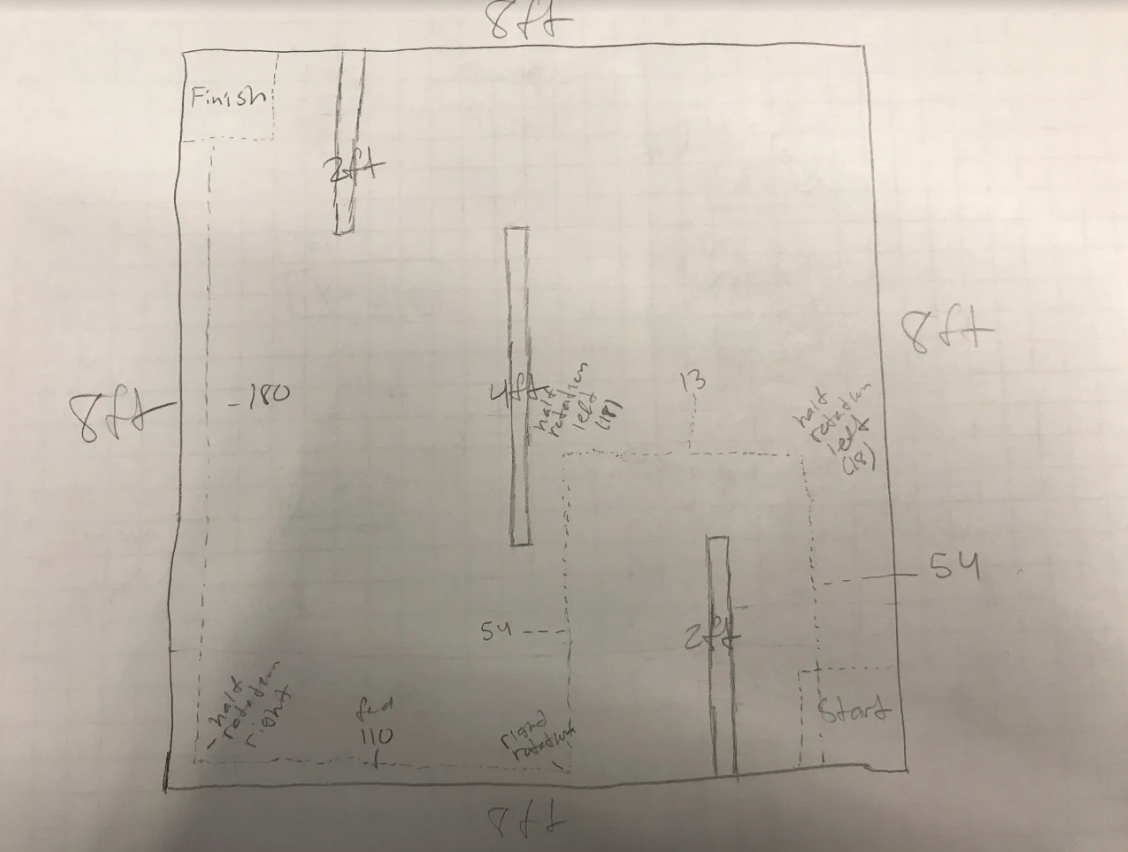 8ft
Finish
2ft
8ft
13
180
8ft
4ft
half
rotation
left
(18)
half
rotation
left
(18)
54
54
2ft
half
rotation
right
fwd
110
right
rotation
Start
8ft